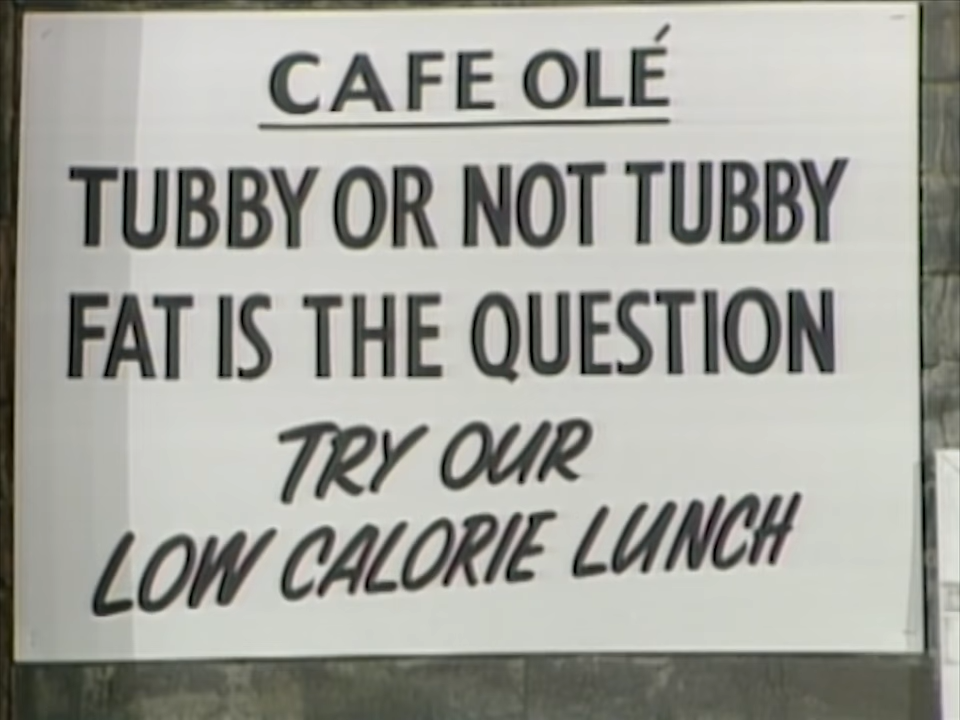 CAFE OLÉ
TUBBY OR NOT TUBBY
FAT IS THE QUESTION
TRY OUR
LOW CALORIE LUNCH